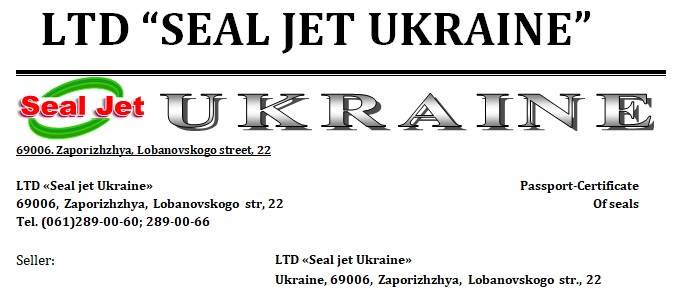 LTD “SEAL JET UKRAINE”
Seal Jet UKRAINE
69006. Zaporizhzhya, Lobanovskogo street, 22
LTD «Seal jet Ukraine» Passport-Certificate
69006, Zaporizhzhya, Lobanovskogo str, 22 Of seals
Tel. (061)289-00-60; 289-00-66
Seller: LTD «Seal jet Ukraine»
Ukraine, 69006, Zaporizhzhya, Lobanovskogo str., 22